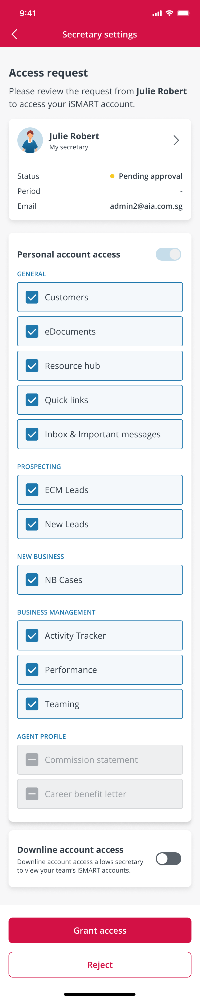 9:41
Secretary settings
Access request
Please review the request from Julie Robert
to access your iSMART account.
Julie Robert
My secretary
Status Pending approval
Period -
Email admin2@aia.com.sg
Personal account access
GENERAL
Customers
eDocuments
Resource hub
Quick links
Inbox & Important messages
PROSPECTING
ECM Leads
New Leads
NEW BUSINESS
NB Cases
BUSINESS MANAGEMENT
Activity Tracker
Performance
Teaming
AGENT PROFILE
Commission statement
Career benefit letter
Downline account access
Downline account access allows secretary
to view your team’s iSMART accounts.
Grant access
Reject